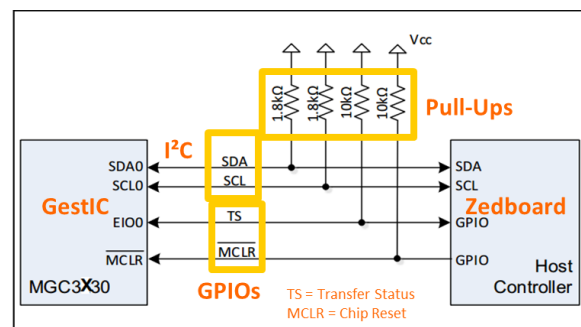 Vcc
1.8kΩ
1.8kΩ
10kΩ
10kΩ
Pull-Ups
I²C
SDA0
SDA
SDA
SCL0
SCL
SCL
GestIC
Zedboard
EIO0
TS
GPIO
MCLR
MCLR
GPIO
GPIOs
MGC3X30
TS = Transfer Status
MCLR = Chip Reset
Host
Controller